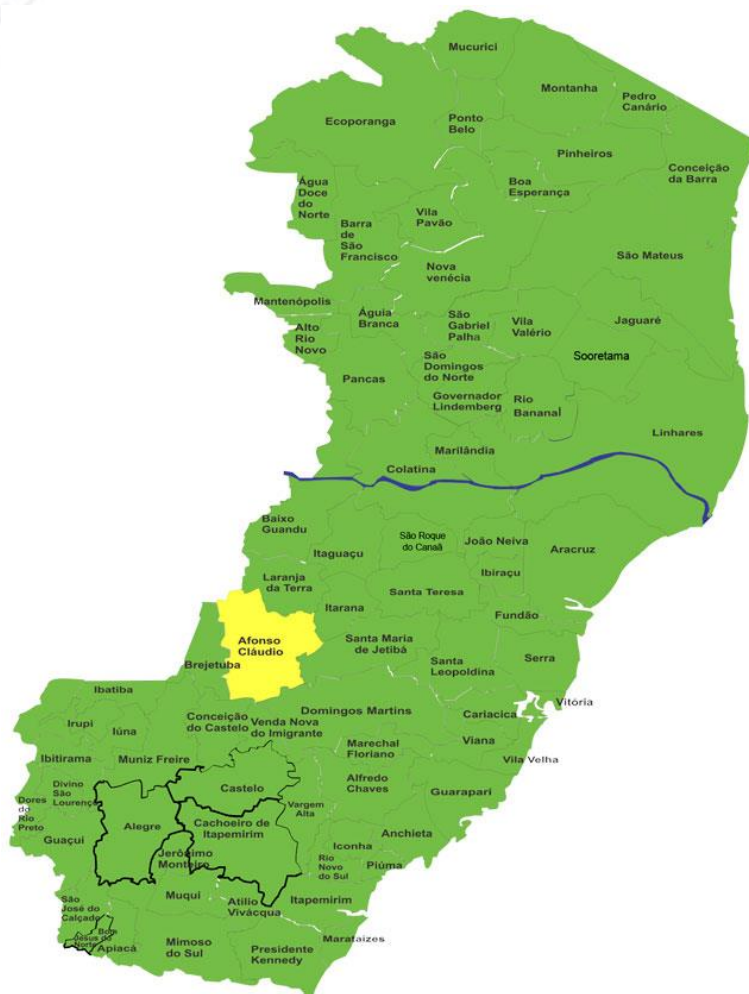 Mucurici
Montanha
Pedro
Canário
Ecoporanga
Ponto
Belo
Pinheiros
Conceição
da Barra
Água
Doce
do
Norte
Boa
Esperança
Vila
Pavão
Barra
de
São
Francisco
São Mateus
Nova
venécia
Mantenópolis
Águia
Branca
São
Gabriel
Palha
Vila
Valério
Jaguaré
Alto
Rio
Novo
Sooretama
São
Domingos
do Norte
Pancas
Governador
Lindemberg
Rio
Bananal
Linhares
Marilândia
Colatina
Baixo
Guandu
São Roque
do Canaã
João Neiva
Aracruz
Itaguaçu
Ibiraçu
Laranja
da Terra
Santa Teresa
Itarana
Fundão
Afonso
Cláudio
Santa Maria
de Jetibá
Brejetuba
Santa
Leopoldina
Serra
Ibatiba
Vitória
Domingos Martins
Cariacica
Conceição
do Castelo
Venda Nova
do Imigrante
Irupi
Iúna
Viana
Marechal
Floriano
Ibitirama
Muniz Freire
Vila Velha
Divino
São
Lourenço
Castelo
Alfredo
Chaves
Guarapari
Dores
do
Rio
Preto
Vargem
Alta
Alegre
Cachoeiro de
Itapemirim
Anchieta
Guaçui
Iconha
Jerônimo
Monteiro
Rio
Novo
do Sul
Piúma
São
José do
Calçado
Muqui
Atilio
Vivácqua
Itapemirim
Bom
Jesus do
Norte
Apiacá
Mimoso
do Sul
Presidente
Kennedy
Marataizes